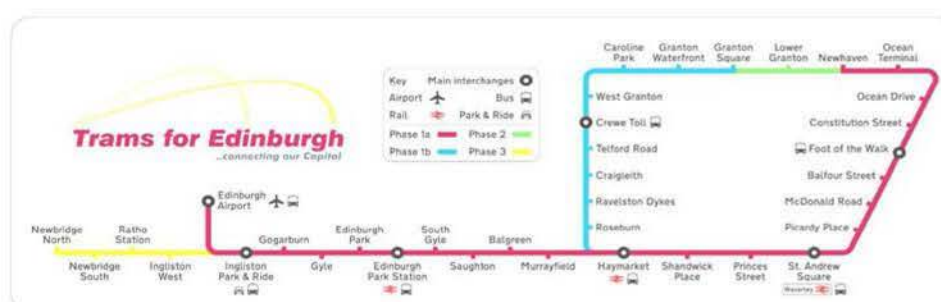 Trams for Edinburgh
...connecting our Capital
Key Main interchanges
Airport Bus
Rail Park & Ride
Phase 1a Phase 2
Phase 1b Phase 3
Caroline
Park
Granton
Waterfront
Granton
Square
Lower
Granton
Newhaven
Ocean
Terminal
West Granton
Crewe Toll
Telford Road
Craigleith
Ravelston Dykes
Roseburn
Ocean Drive
Constitution Street
Foot of the Walk
Balfour Street
McDonald Road
Picardy Place
Edinburgh
Airport
Newbridge
North
Newbridge
South
Ratho
Station
Ingliston
West
Ingliston
Park & Ride
Gogarburn
Gyle
Edinburgh
Park
Edinburgh
Park Station
South
Gyle
Saughton
Balgreen
Murrayfield
Haymarket
Shandwick
Place
Princes
Street
St. Andrew
Square
Waverley